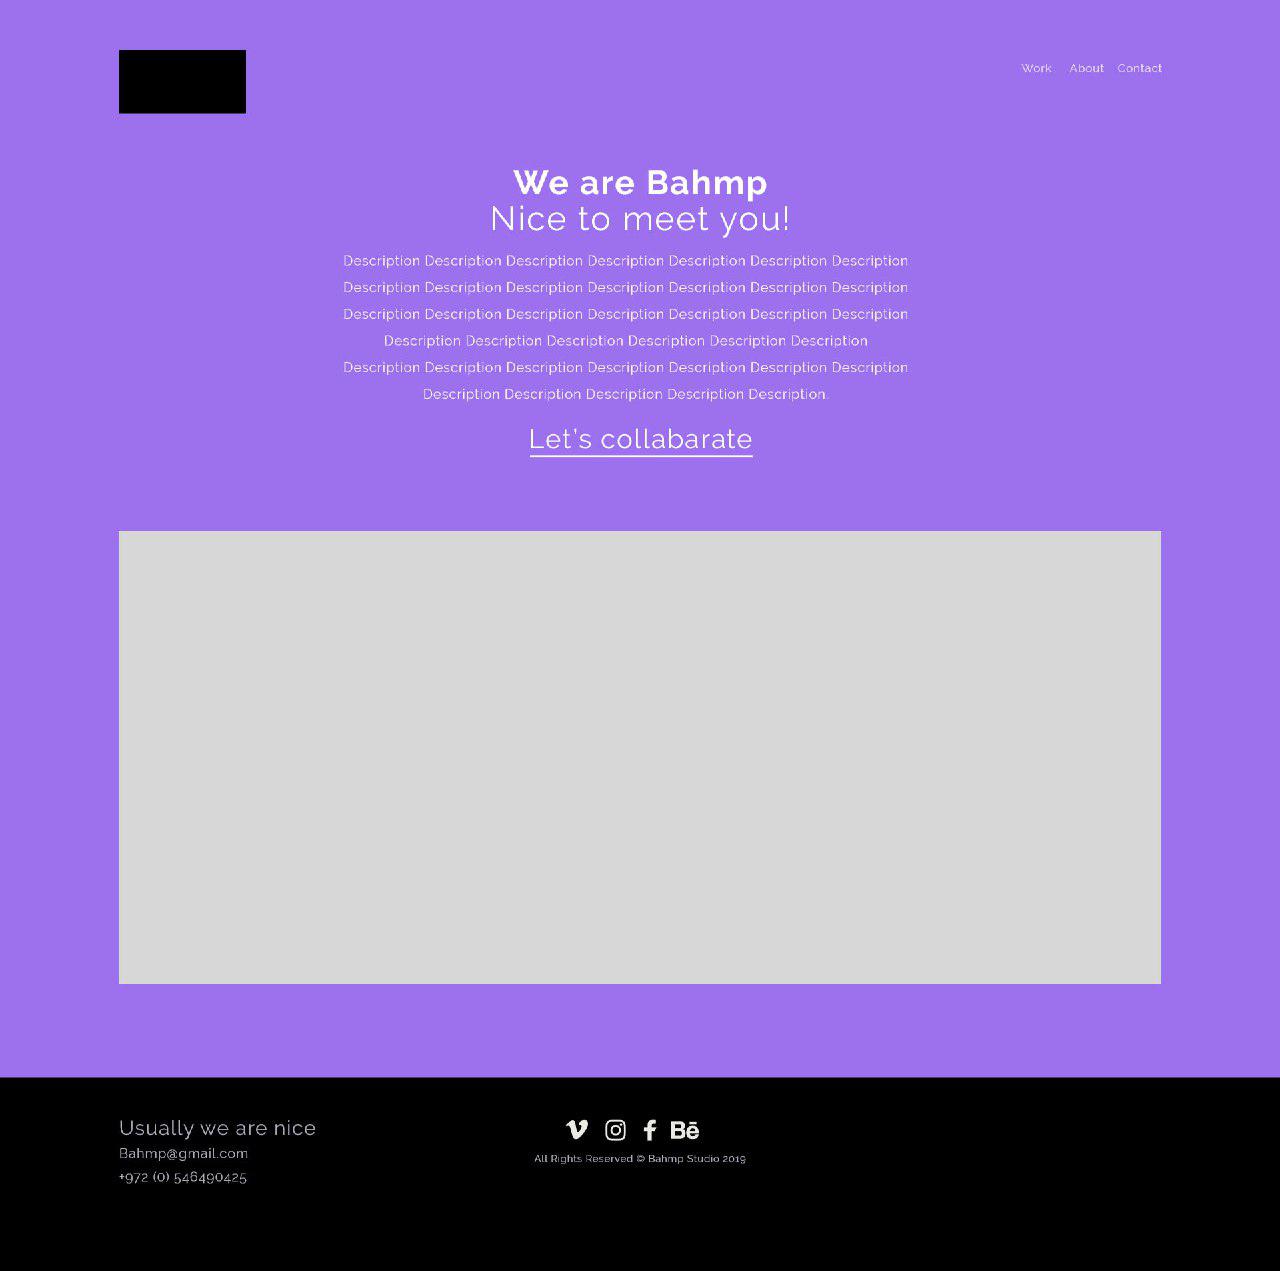 Work About Contact
We are Bahmp
Nice to meet you!
Description Description Description Description Description Description Description
Description Description Description Description Description Description Description
Description Description Description Description Description Description Description
Description Description Description Description Description Description
Description Description Description Description Description Description Description
Description Description Description Description Description.
Let's collabarate
Usually we are nice
Bahmp@gmail.com
+972 (0) 546490425
Bē
All Rights Reserved © Bahmp Studio 2019